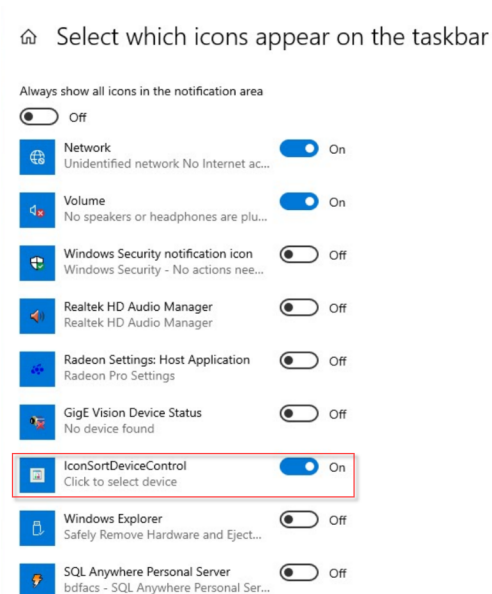 Select which icons appear on the taskbar
Always show all icons in the notification area
Off
Network
On
Unidentified network No Internet ac...
Volume
On
No speakers or headphones are plu...
Windows Security notification icon
Off
Windows Security - No actions nee...
Realtek HD Audio Manager
Off
Realtek HD Audio Manager
Radeon Settings: Host Application
Off
Radeon Pro Settings
GigE Vision Device Status
Off
No device found
IconSortDeviceControl
On
Click to select device
Windows Explorer
Off
Safely Remove Hardware and Eject...
SQL Anywhere Personal Server
Off
bdfacs - SQL Anywhere Personal Ser...